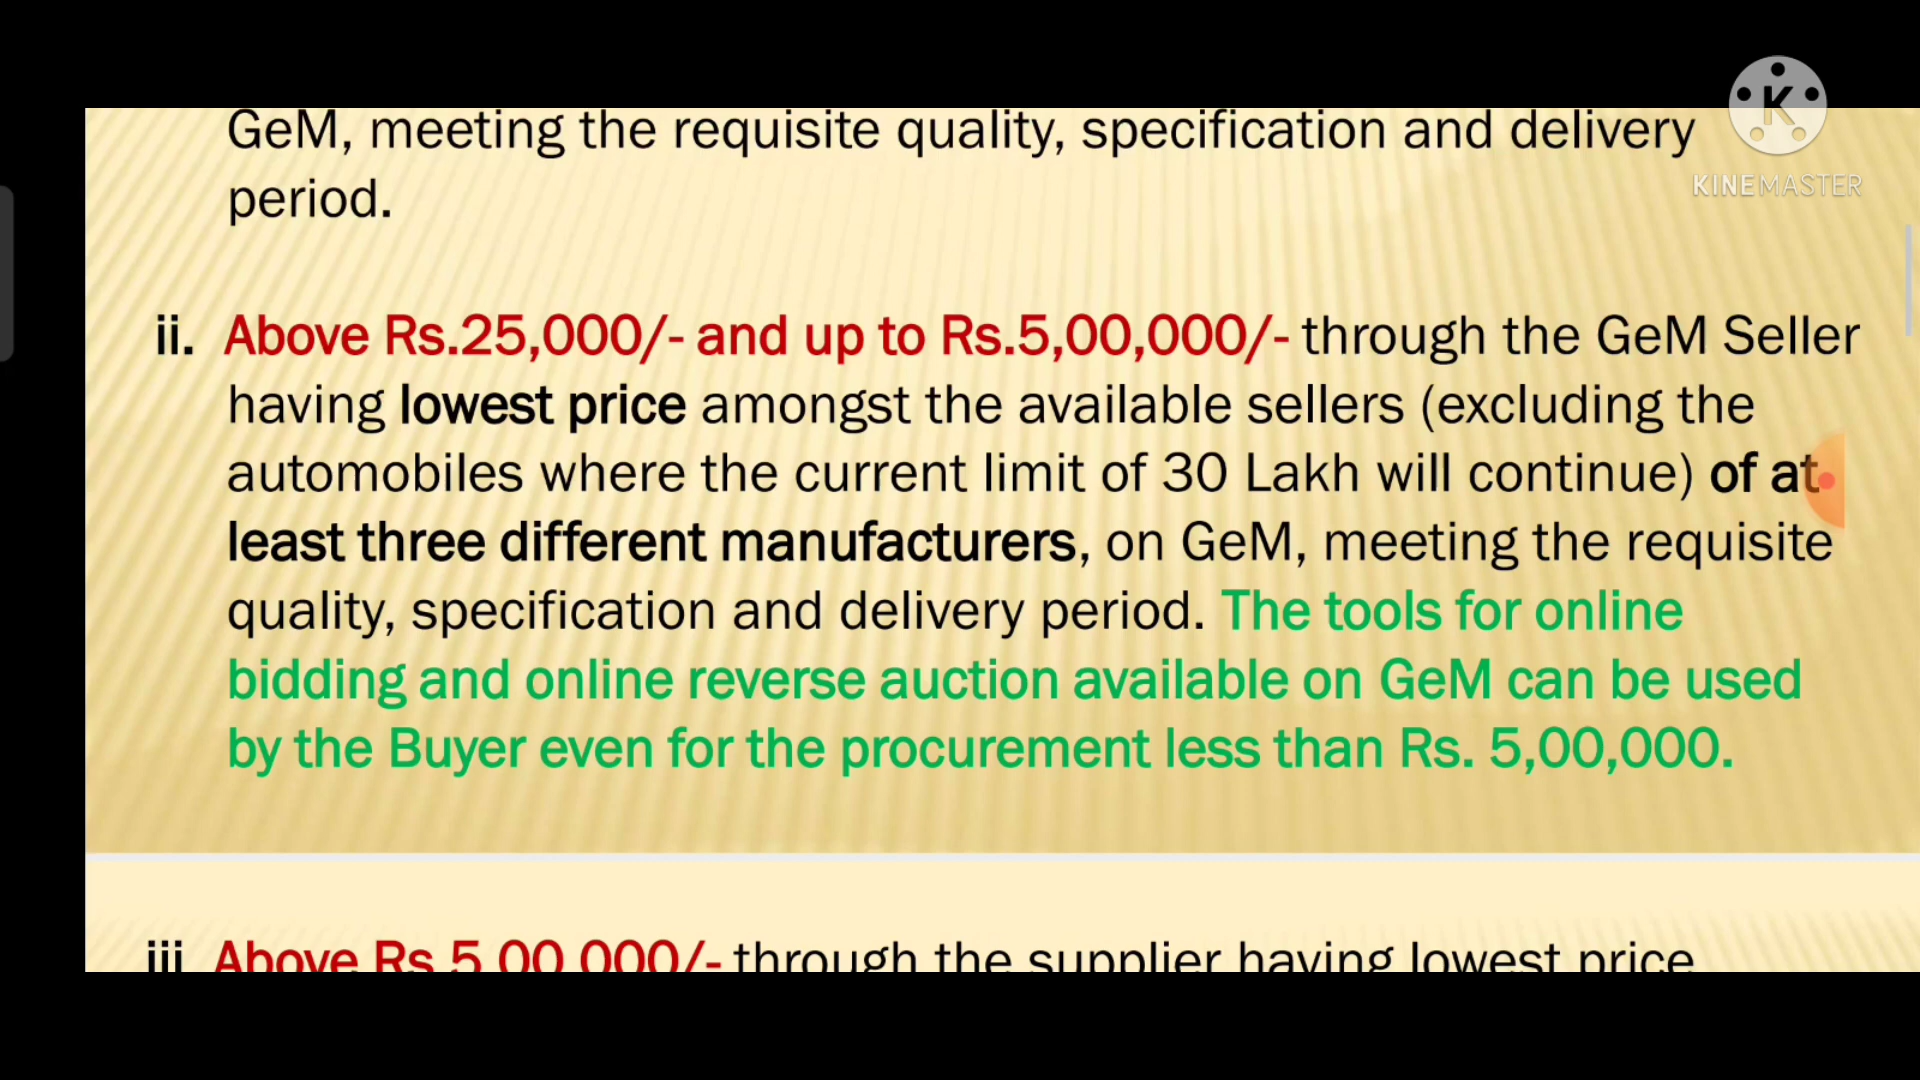 K
KINEMASTER
GeM, meeting the requisite quality, specification and delivery
period.
ii. Above Rs.25,000/- and up to Rs.5,00,000/- through the GeM Seller
having lowest price amongst the available sellers (excluding the
automobiles where the current limit of 30 Lakh will continue) of at
least three different manufacturers, on GeM, meeting the requisite
quality, specification and delivery period. The tools for online
bidding and online reverse auction available on GeM can be used
by the Buyer even for the procurement less than Rs. 5,00,000.
iii Above Rs 5 00 000/- through the supplier having lowest price